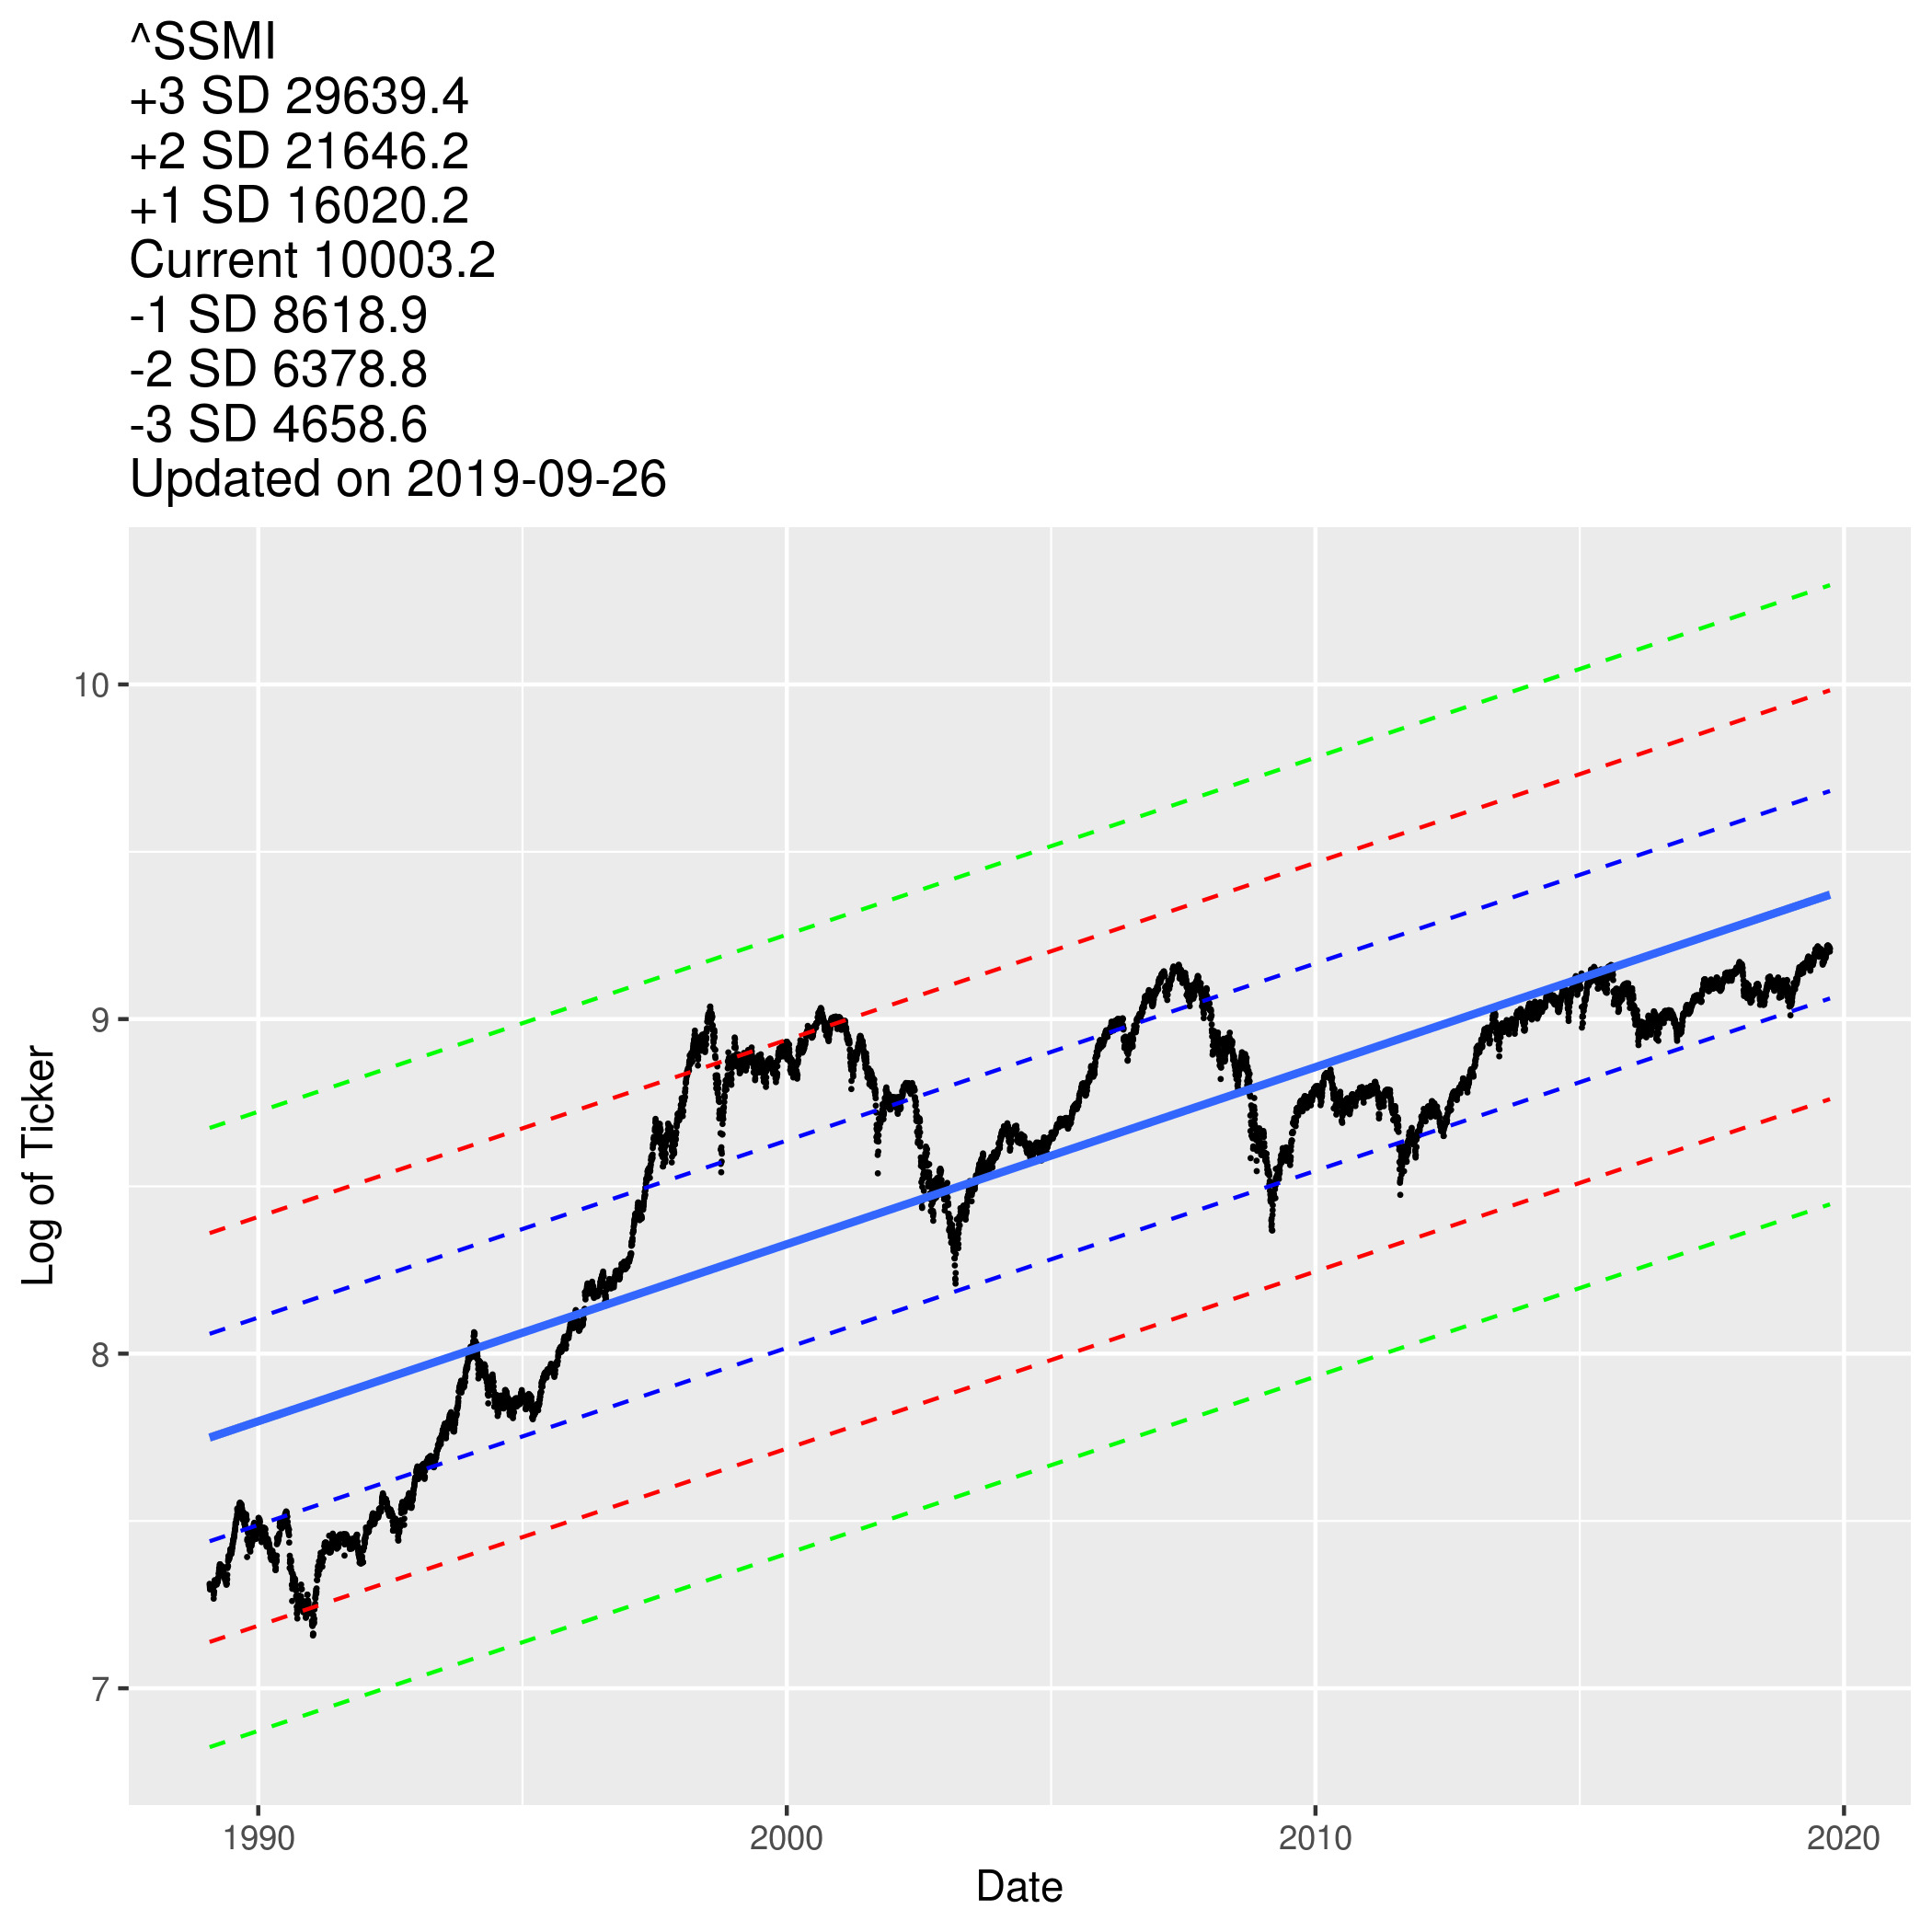 ^SSMI
+3 SD 29639.4
+2 SD 21646.2
+1 SD 16020.2
Current 10003.2
-1 SD 8618.9
-2 SD 6378.8
-3 SD 4658.6
Updated on 2019-09-26
10
9
8
7
Log of Ticker
1990 2000 2010 2020
Date